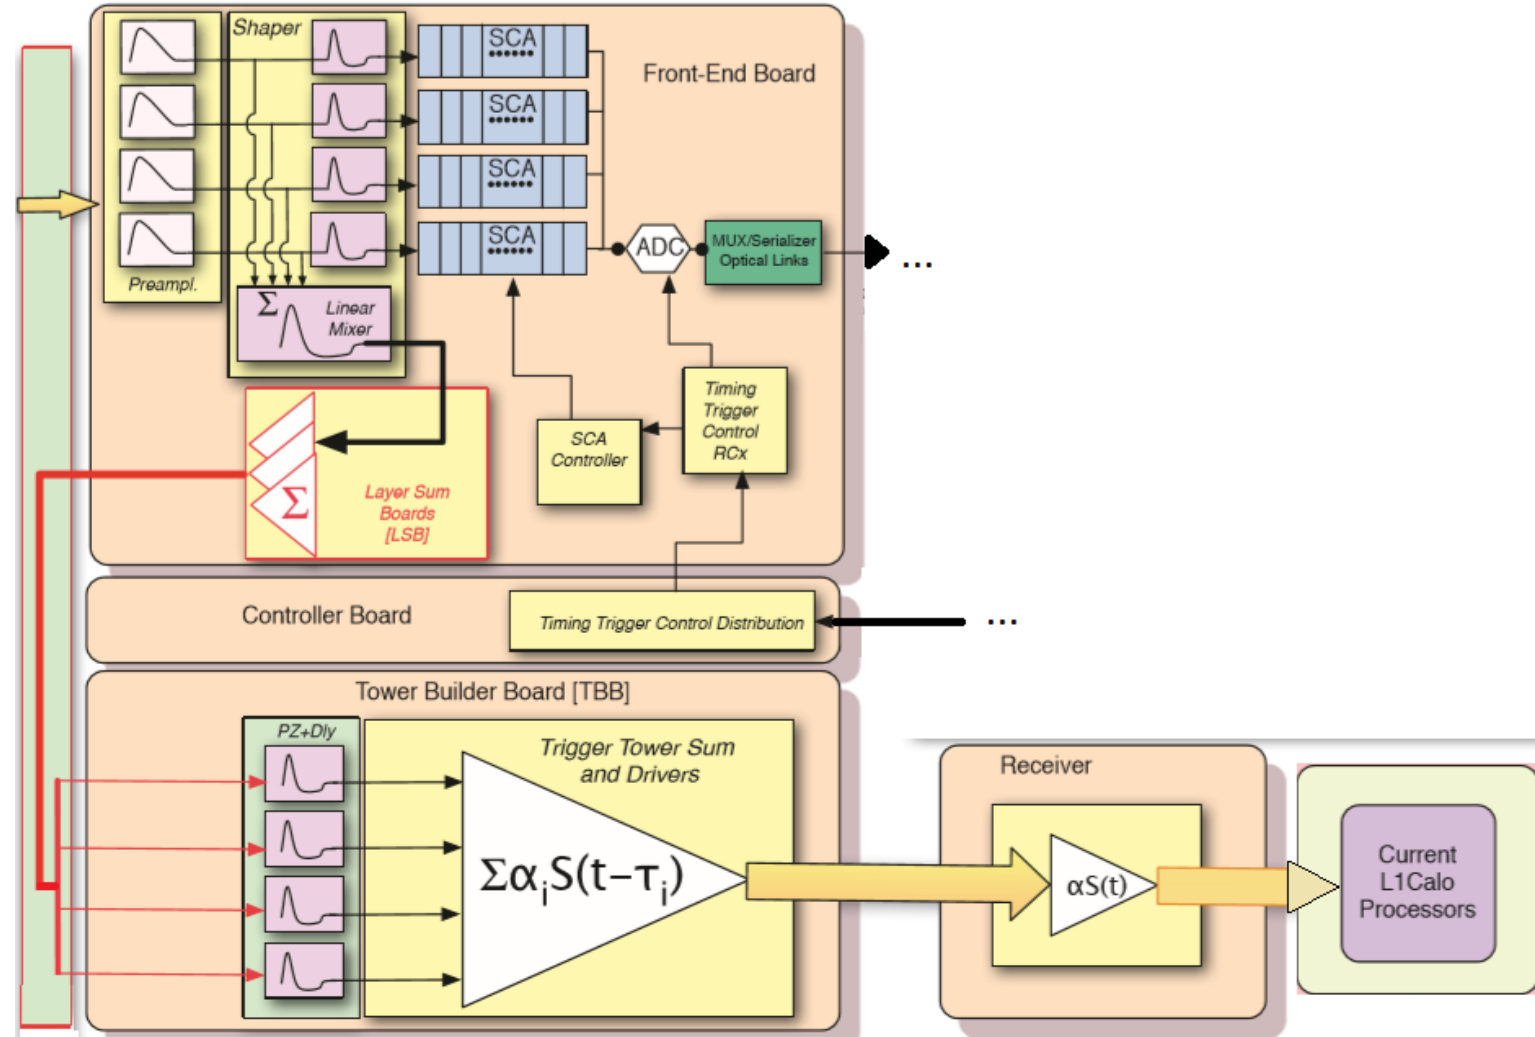 Shaper
SCA
SCA
SCA
SCA
Front-End Board
Preampl.
Σ
Linear
Mixer
ADC
MUX/Serializer
Optical Links
...
Timing
Trigger
Control
RCx
SCA
Controller
Σ
Layer Sum
Boards
[LSB]
Controller Board
Timing Trigger Control Distribution
...
Tower Builder Board [TBB]
PZ+Dly
Trigger Tower Sum
and Drivers
ΣαᵢS(t−τᵢ)
Receiver
αS(t)
Current
L1Calo
Processors